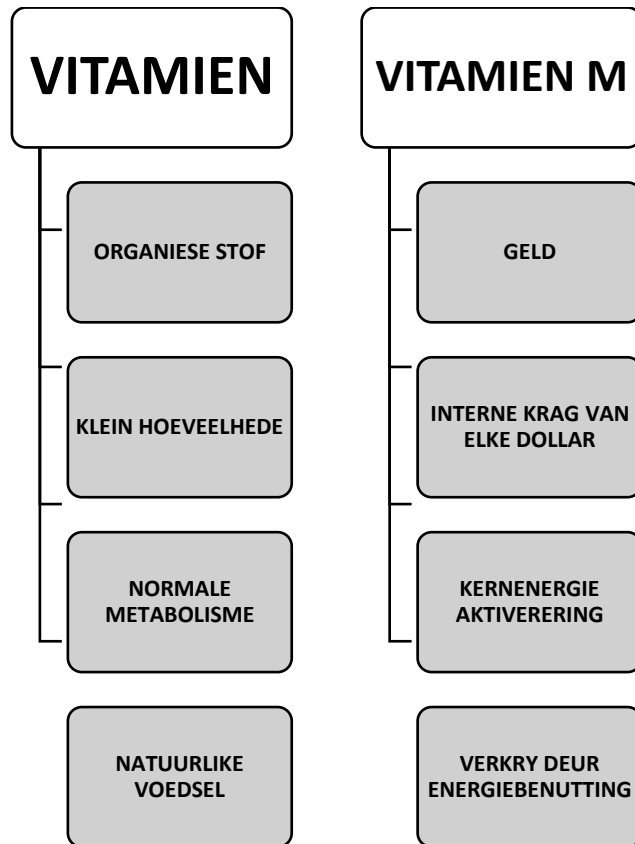 VITAMIEN
ORGANIESE STOF
KLEIN HOEVEELHEDE
NORMALE
METABOLISME
NATUURLIKE
VOEDSEL
VITAMIEN M
GELD
INTERNE KRAG VAN
ELKE DOLLAR
KERNENERGIE
AKTIVERERING
VERKRY DEUR
ENERGIEBENUTTING